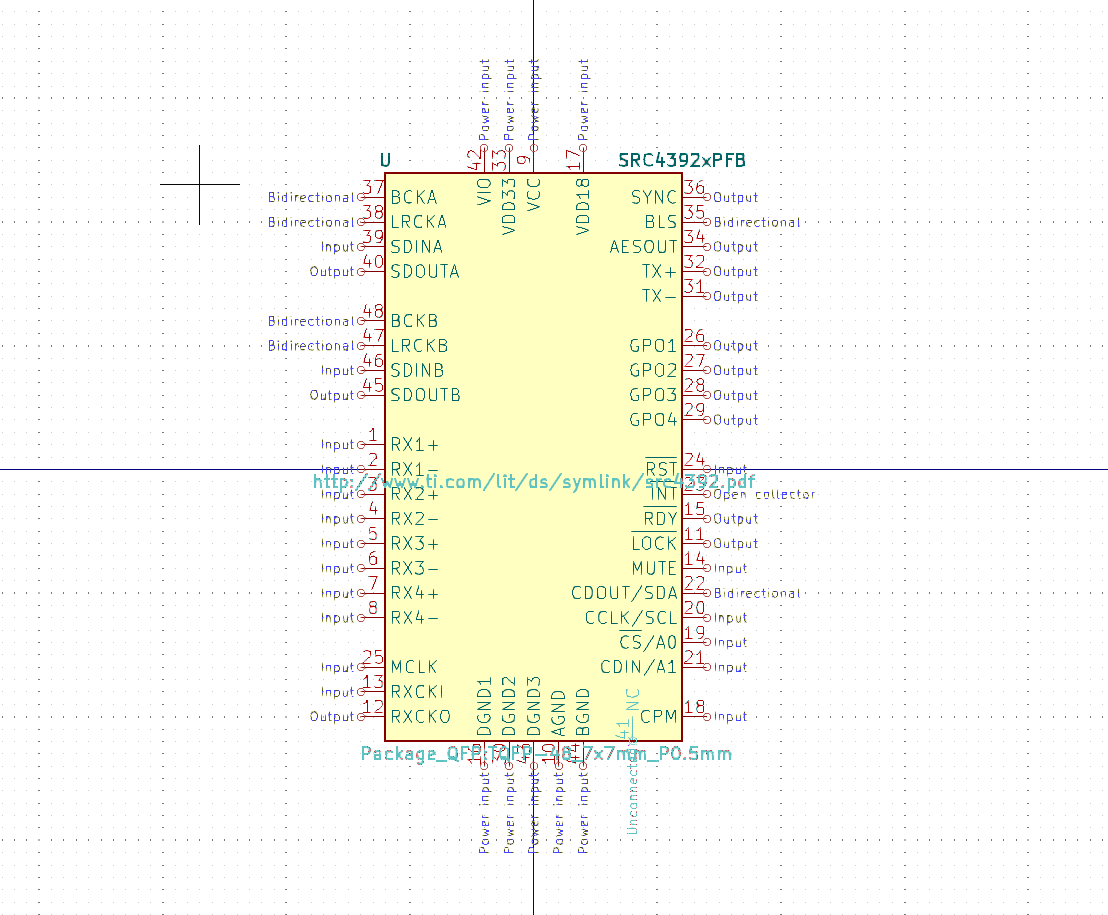 Power input Power input Power input Power input
42 33 9 17
U SRC4392xPFB
VIO VDD33 VCC VDD18
Bidirectional 37 BCKA SYNC 36 Output
Bidirectional 38 LRCKA BLS 35 Bidirectional
Input 39 SDINA AESOUT 34 Output
Output 40 SDOUTA TX+ 32 Output
TX- 31 Output
Bidirectional 48 BCKB
Bidirectional 47 LRCKB GPO1 26 Output
Input 46 SDINB GPO2 27 Output
Output 45 SDOUTB GPO3 28 Output
GPO4 29 Output
Input 1 RX1+
Input 2 RX1- RST 24 Input
http://www.ti.com/lit/ds/symlink/src4392.pdf
Input 3 RX2+ INT 23 Open collector
Input 4 RX2- RDY 15 Output
Input 5 RX3+ LOCK 11 Output
Input 6 RX3- MUTE 14 Input
Input 7 RX4+ CDOUT/SDA 22 Bidirectional
Input 8 RX4- CCLK/SCL 20 Input
CS/A0 19 Input
Input 25 MCLK CDIN/A1 21 Input
Input 13 RXCKI
Output 12 RXCKO CPM 18 Input
DGND1 DGND2 DGND3 AGND BGND NC
41
Package_QFP:TQFP-48_7x7mm_P0.5mm
10 44
Power input Power input Power input Power input Power input Unconnected